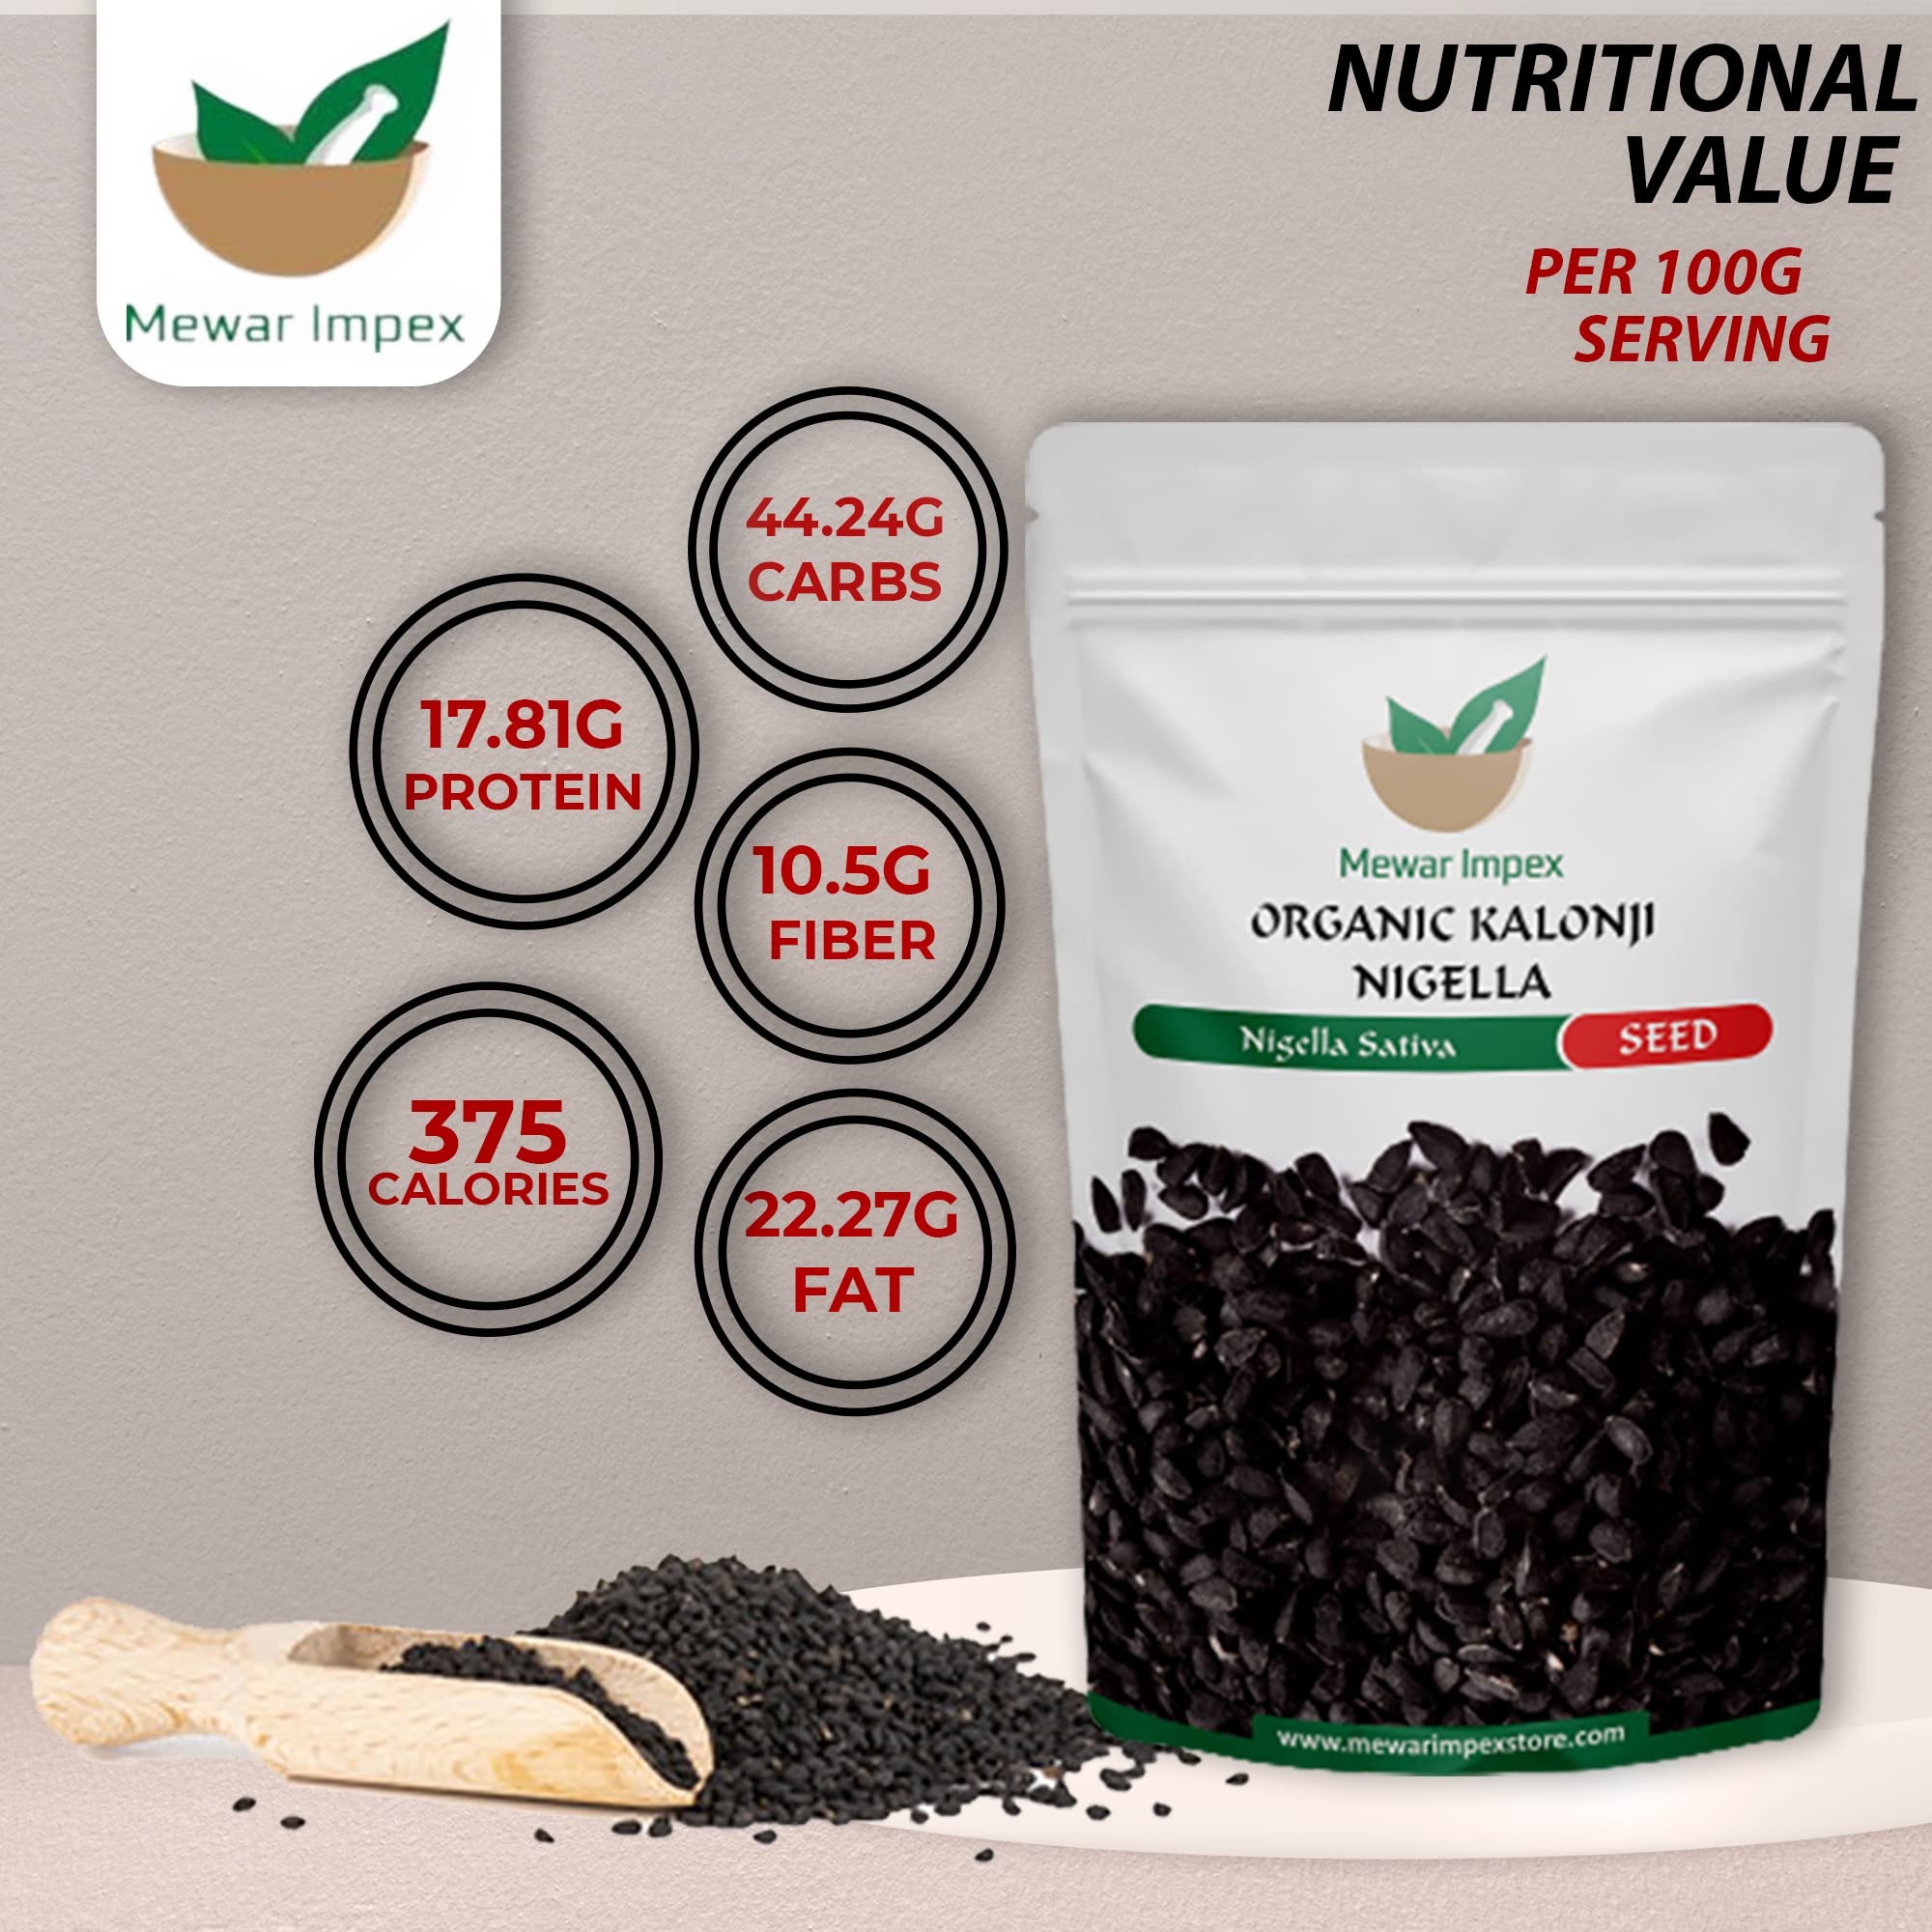 Mewar Impex
NUTRITIONAL
VALUE
PER 100G
SERVING
44.24G
CARBS
17.81G
PROTEIN
10.5G
FIBER
375
CALORIES
22.27G
FAT
Mewar Impex
ORGANIC KALONJI
NIGELLA
Nigella Sativa SEED
www.mewarimpexstore.com